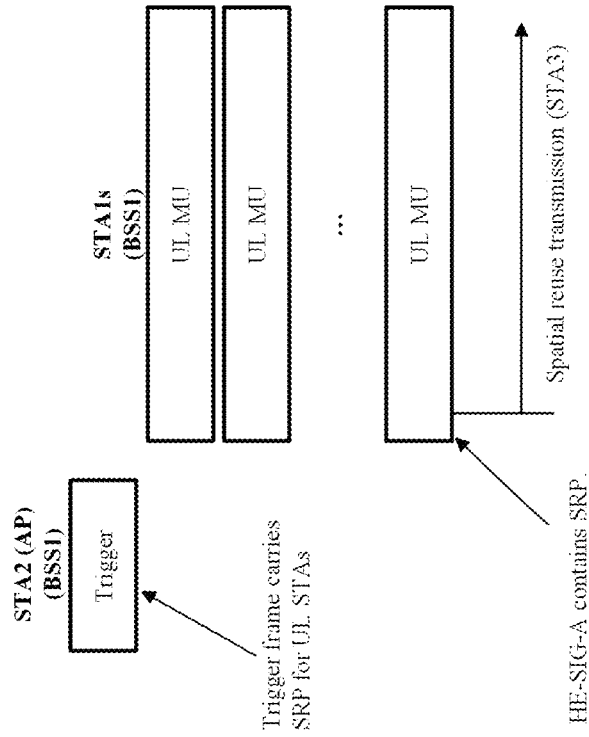 STA2 (AP)
(BSS1)
Trigger
Trigger frame carries
SRP for UL STAs
STA1s
(BSS1)
UL MU
UL MU
...
UL MU
HE-SIG-A contains SRP.
Spatial reuse transmission (STA3)